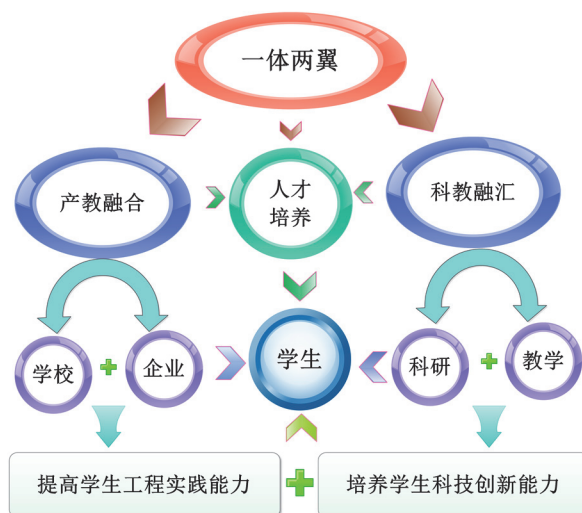 一体两翼
产教融合
人才
培养
科教融汇
学校
企业
学生
科研
教学
提高学生工程实践能力
培养学生科技创新能力